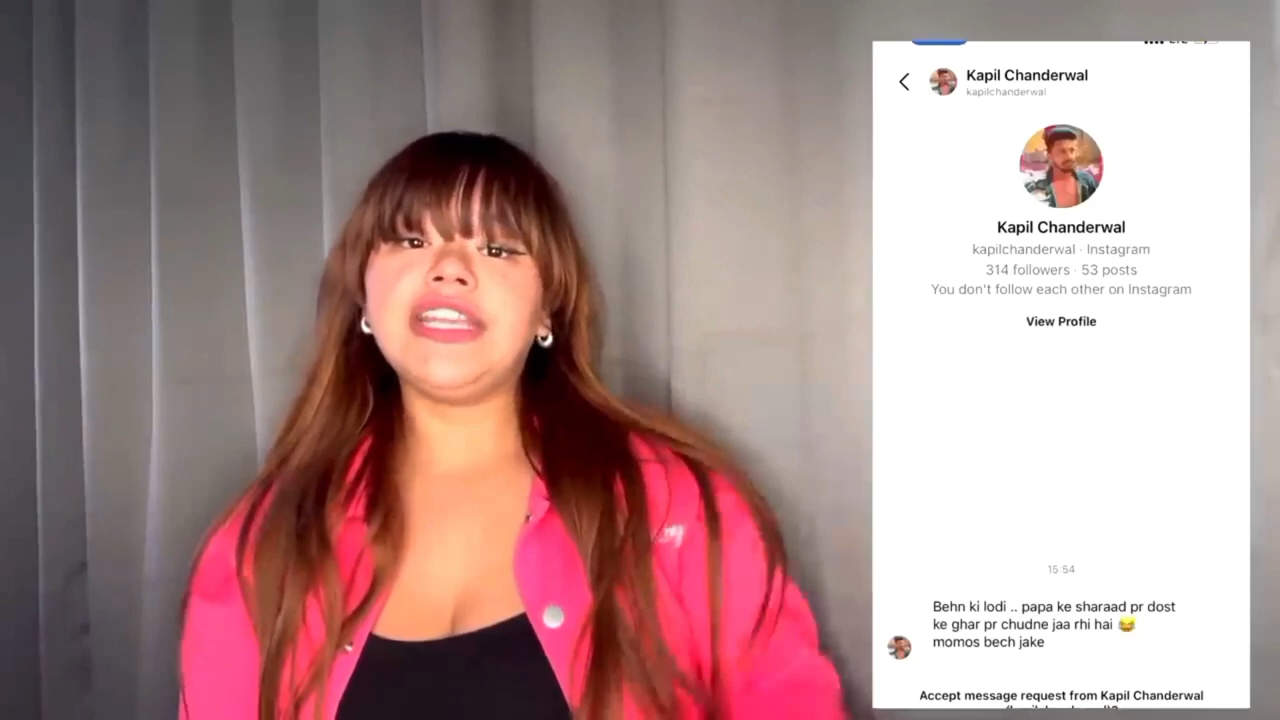 Kapil Chanderwal
kapilchanderwal
Kapil Chanderwal
kapilchanderwal · Instagram
314 followers · 53 posts
You don't follow each other on Instagram
View Profile
15:54
Behn ki lodi .. papa ke sharaad pr dost
ke ghar pr chudne jaa rhi hai 😂
momos bech jake
Accept message request from Kapil Chanderwal